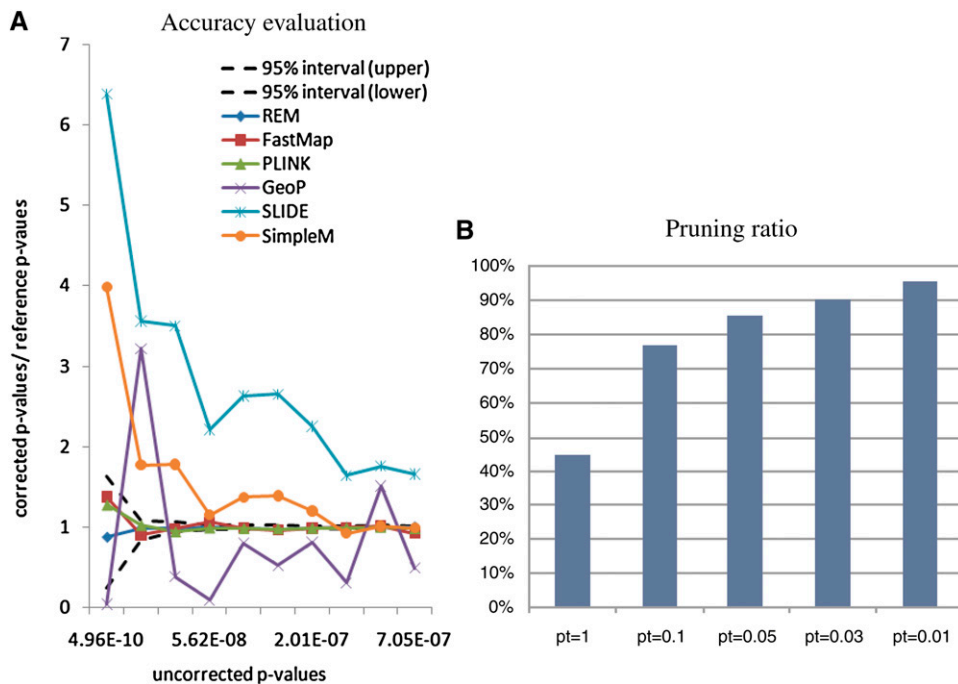 A
Accuracy evaluation
7
6
5
4
3
2
1
0
corrected p-values/ reference p-vaues
95% interval (upper)
95% interval (lower)
REM
FastMap
PLINK
GeoP
SLIDE
SimpleM
4.96E-10 5.62E-08 2.01E-07 7.05E-07
uncorrected p-values
B
Pruning ratio
100%
90%
80%
70%
60%
50%
40%
30%
20%
10%
0%
pt=1 pt=0.1 pt=0.05 pt=0.03 pt=0.01